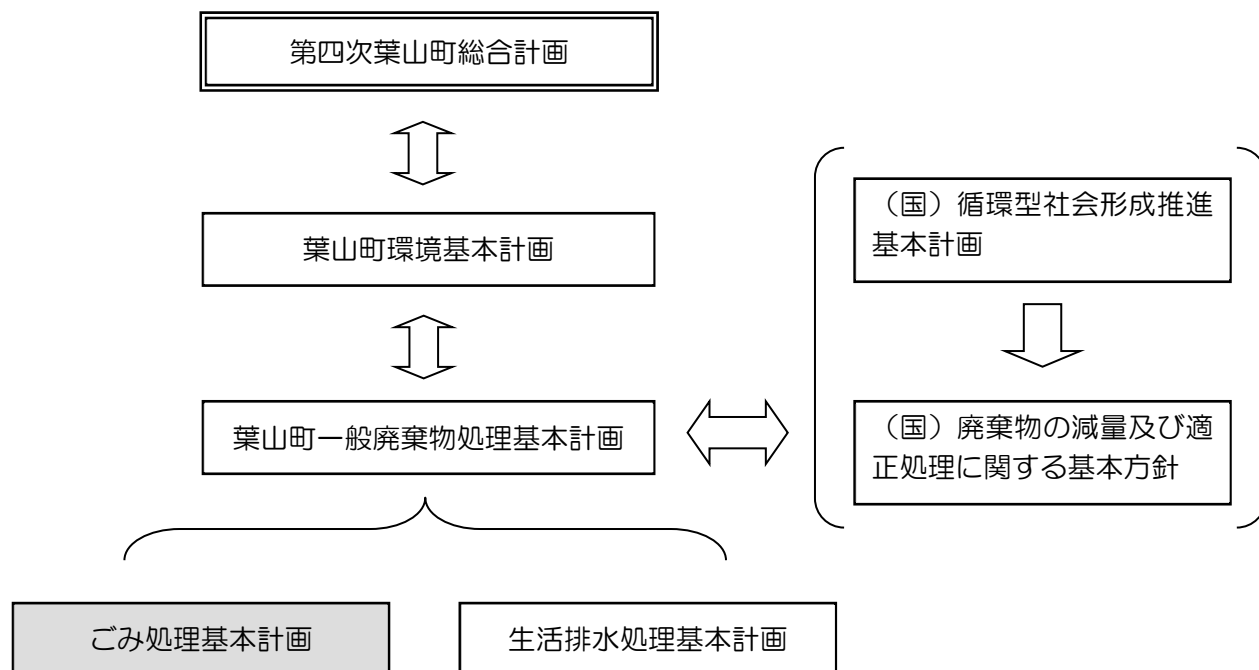 第四次葉山町総合計画
葉山町環境基本計画
葉山町一般廃棄物処理基本計画
（国）循環型社会形成推進
基本計画
（国）廃棄物の減量及び適
正処理に関する基本方針
ごみ処理基本計画
生活排水処理基本計画